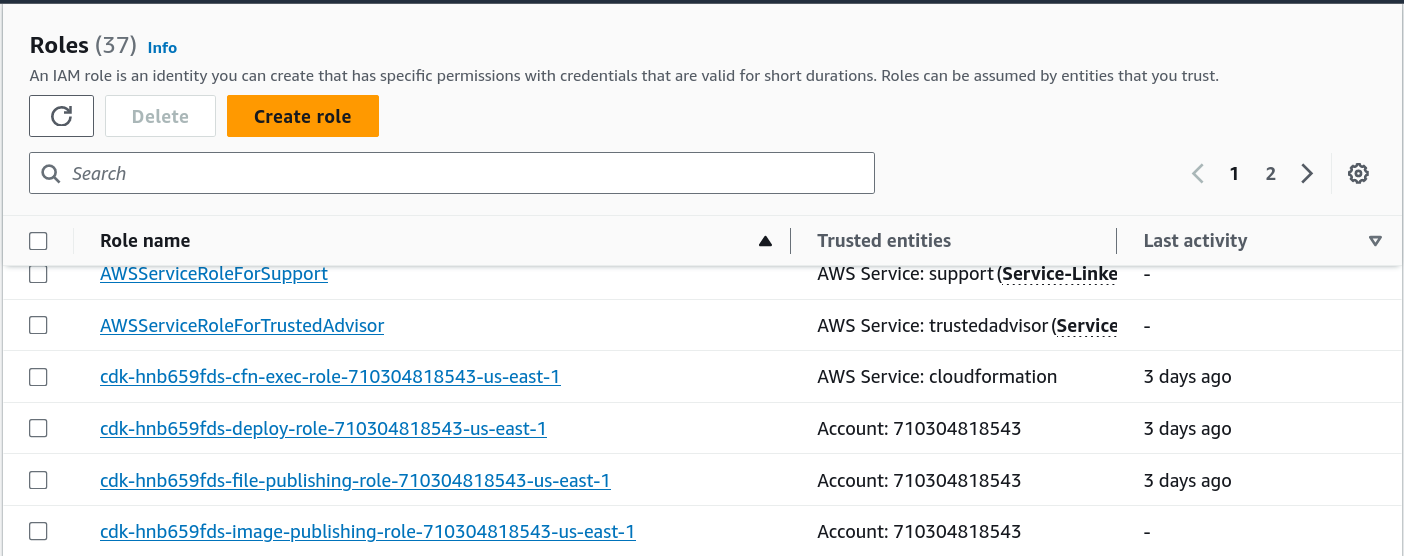 Roles (37) Info
An IAM role is an identity you can create that has specific permissions with credentials that are valid for short durations. Roles can be assumed by entities that you trust.
Delete Create role
Search 1 2
Role name Trusted entities Last activity
AWSServiceRoleForSupport AWS Service: support (Service-Linke -
AWSServiceRoleForTrustedAdvisor AWS Service: trustedadvisor (Service -
cdk-hnb659fds-cfn-exec-role-710304818543-us-east-1 AWS Service: cloudformation 3 days ago
cdk-hnb659fds-deploy-role-710304818543-us-east-1 Account: 710304818543 3 days ago
cdk-hnb659fds-file-publishing-role-710304818543-us-east-1 Account: 710304818543 3 days ago
cdk-hnb659fds-image-publishing-role-710304818543-us-east-1 Account: 710304818543 -